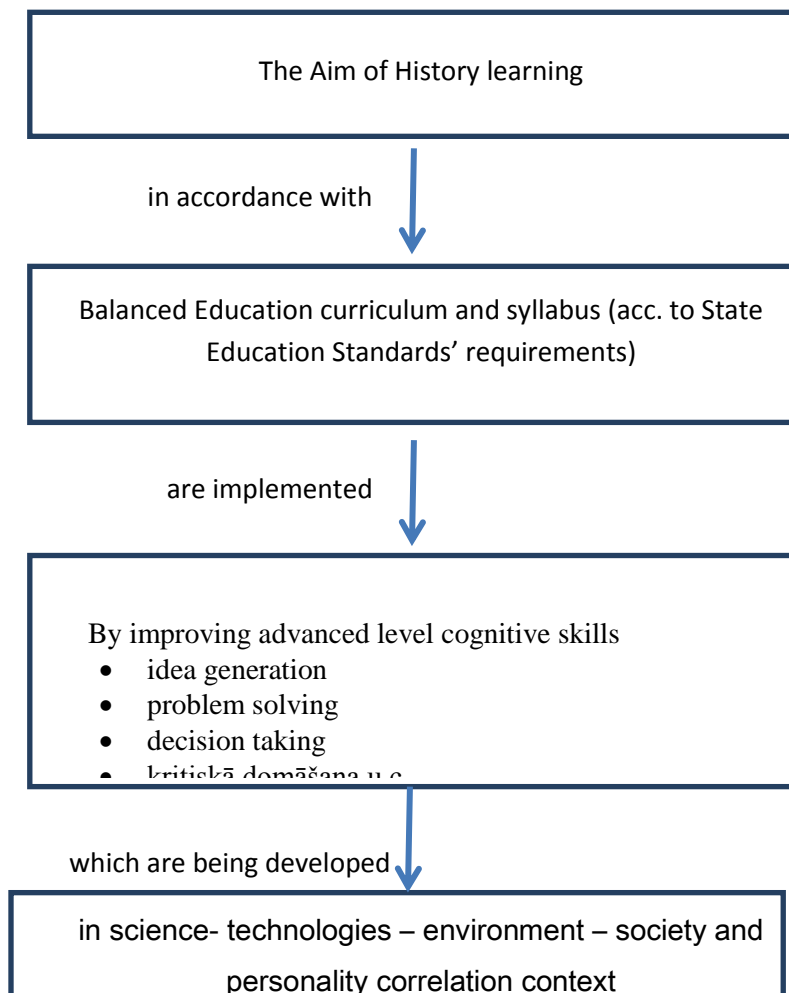 The Aim of History learning
in accordance with
Balanced Education curriculum and syllabus (acc. to State
Education Standards’ requirements)
are implemented
By improving advanced level cognitive skills
• idea generation
• problem solving
• decision taking
• kritiskā domāšana u.c.
which are being developed
in science- technologies – environment – society and
personality correlation context